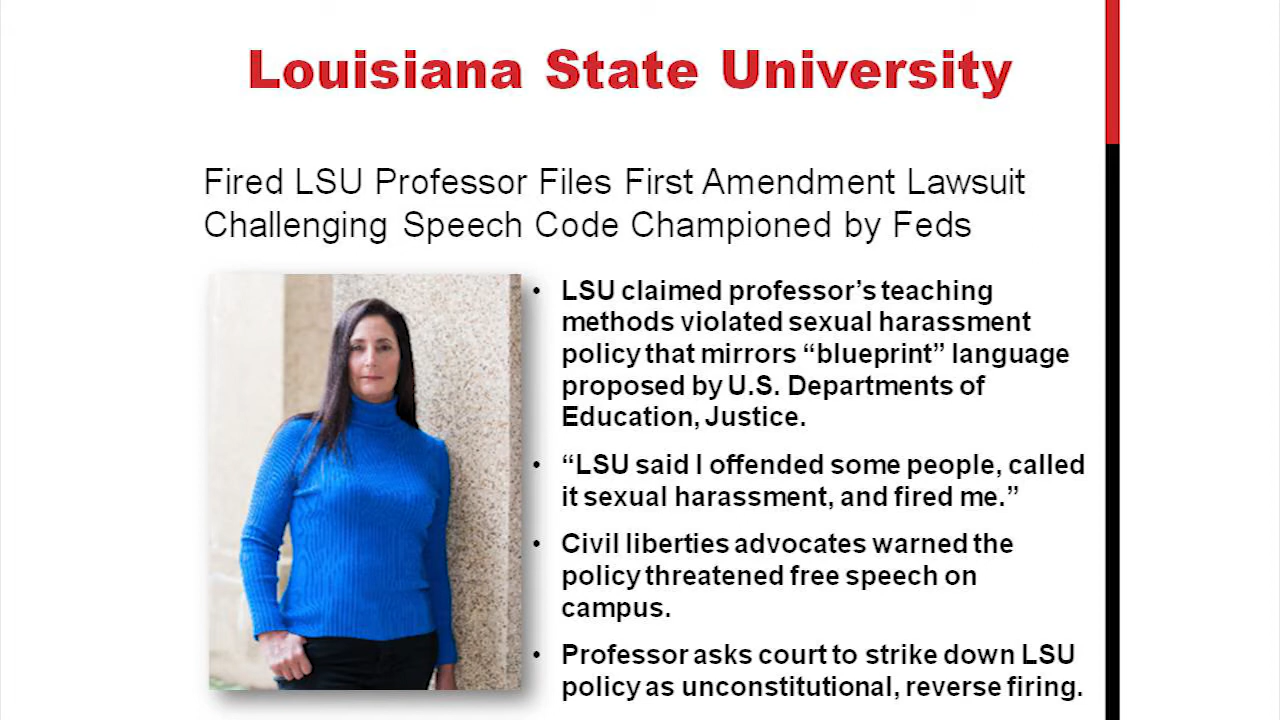 Louisiana State University
Fired LSU Professor Files First Amendment Lawsuit
Challenging Speech Code Championed by Feds
• LSU claimed professor’s teaching
methods violated sexual harassment
policy that mirrors “blueprint” language
proposed by U.S. Departments of
Education, Justice.
• “LSU said I offended some people, called
it sexual harassment, and fired me.”
• Civil liberties advocates warned the
policy threatened free speech on
campus.
• Professor asks court to strike down LSU
policy as unconstitutional, reverse firing.